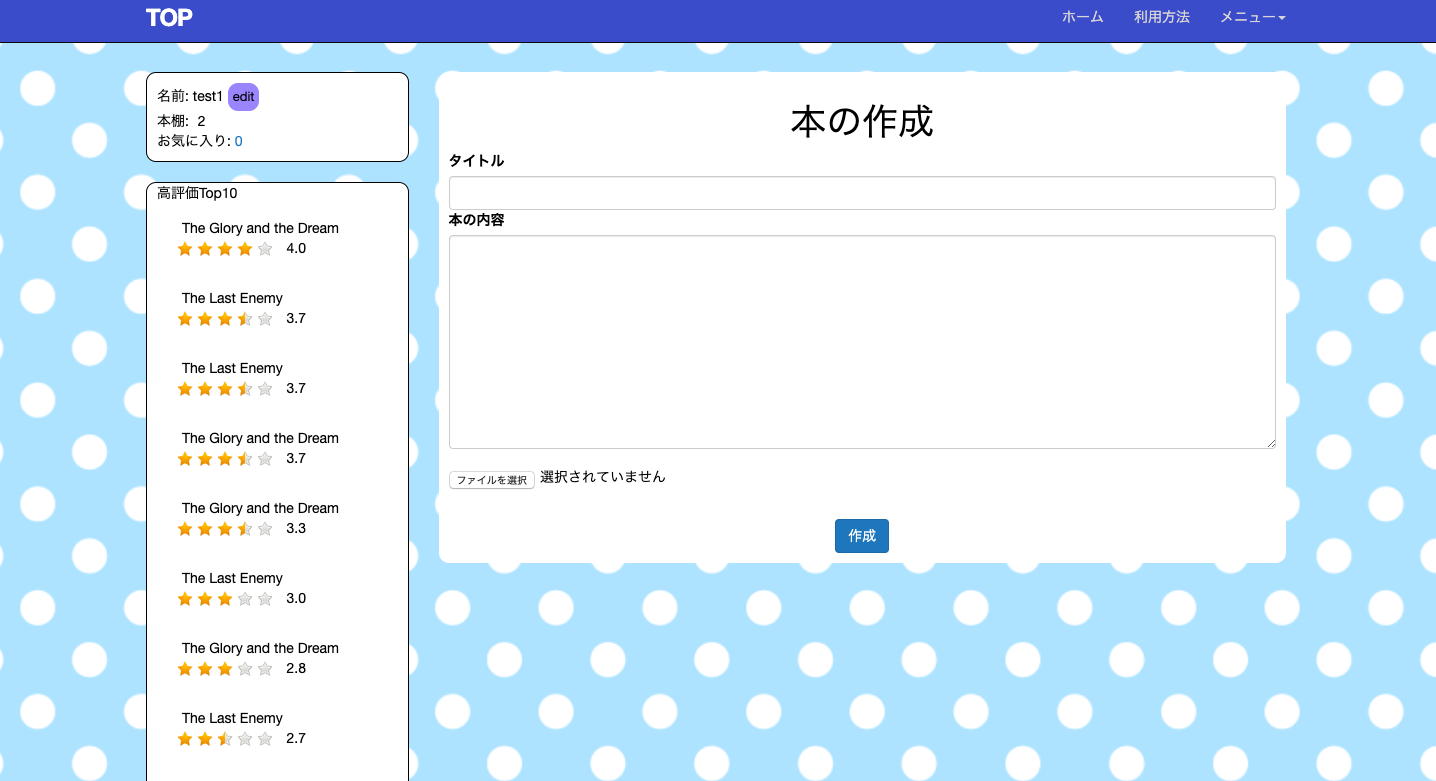 TOP
ホーム 利用方法 メニュー
名前: test1 edit
本棚: 2
お気に入り: 0
高評価Top10
The Glory and the Dream
4.0
The Last Enemy
3.7
The Last Enemy
3.7
The Glory and the Dream
3.7
The Glory and the Dream
3.3
The Last Enemy
3.0
The Glory and the Dream
2.8
The Last Enemy
2.7
本の作成
タイトル
本の内容
ファイルを選択 選択されていません
作成